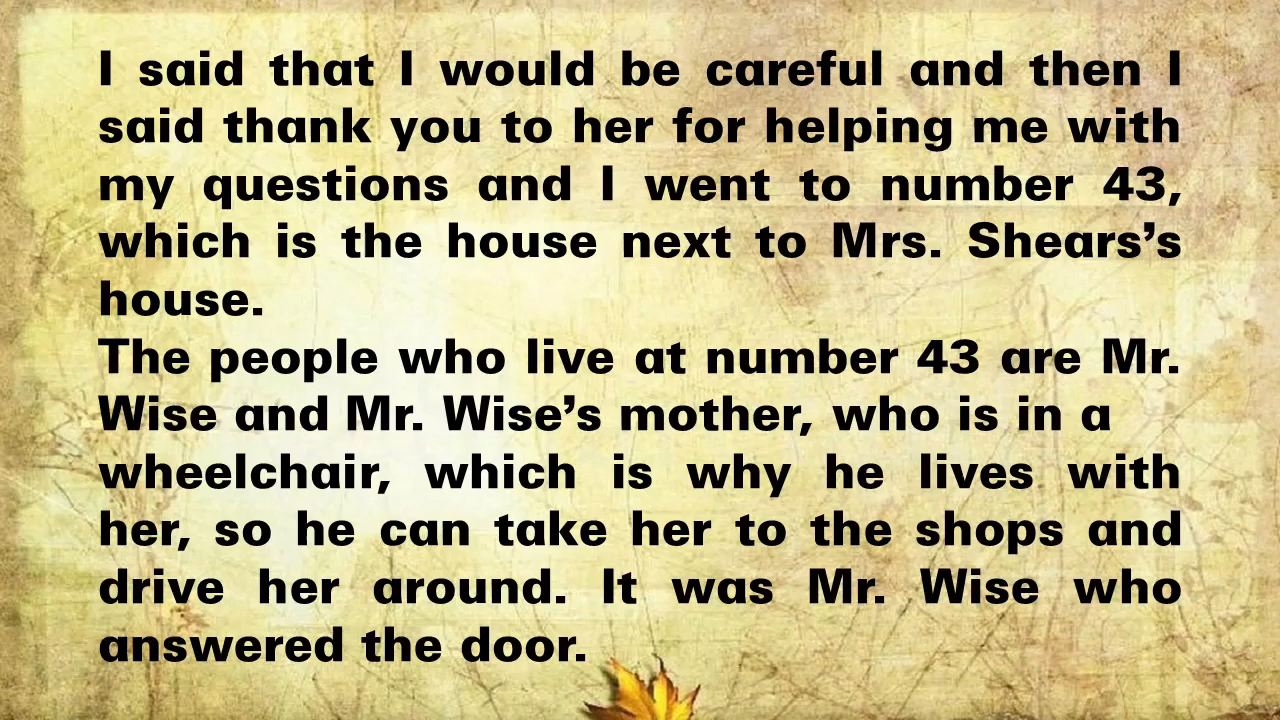 I said that I would be careful and then I
said thank you to her for helping me with
my questions and I went to number 43,
which is the house next to Mrs. Shears’s
house.
The people who live at number 43 are Mr.
Wise and Mr. Wise’s mother, who is in a
wheelchair, which is why he lives with
her, so he can take her to the shops and
drive her around. It was Mr. Wise who
answered the door.